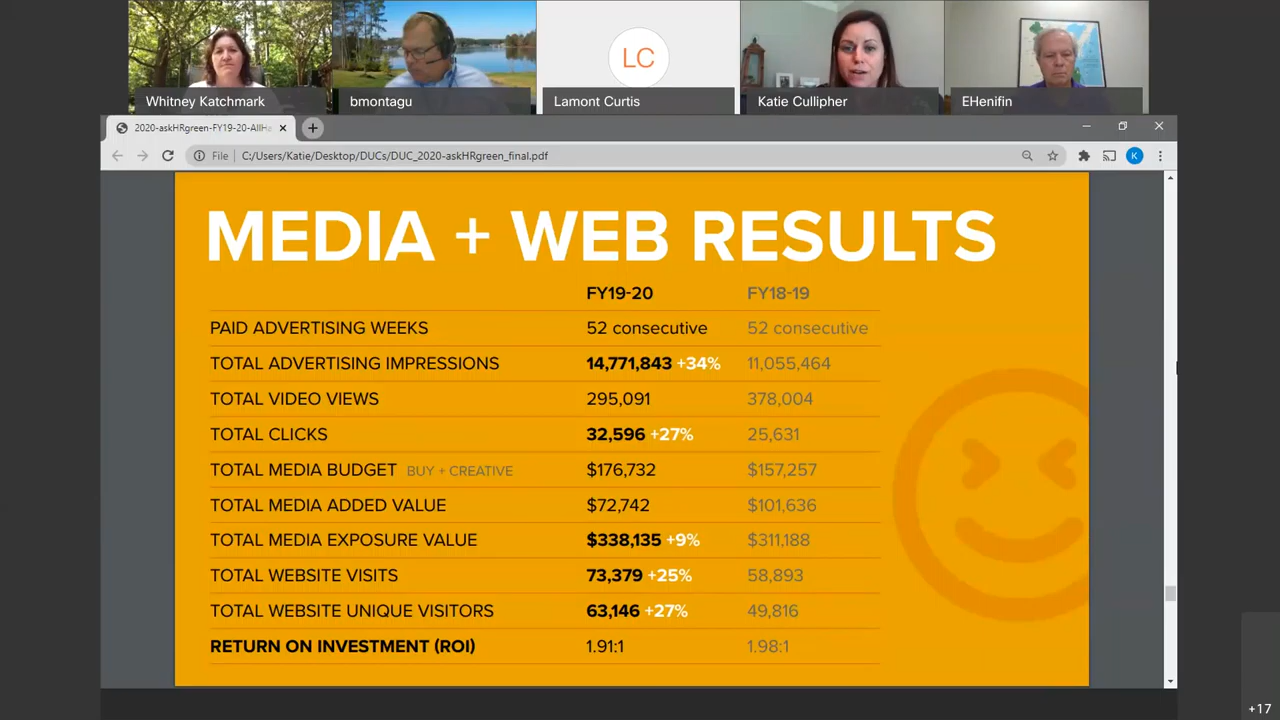 LC
Whitney Katchmark
bmontagu
Lamont Curtis
Katie Cullipher
EHenifin
2020-askHRgreen-FY19-20-AllHa
File C:/Users/Katie/Desktop/DUCs/DUC_2020-askHRgreen_final.pdf
K
MEDIA + WEB RESULTS
FY19-20 FY18-19
PAID ADVERTISING WEEKS 52 consecutive 52 consecutive
TOTAL ADVERTISING IMPRESSIONS 14,771,843 +34% 11,055,464
TOTAL VIDEO VIEWS 295,091 378,004
TOTAL CLICKS 32,596 +27% 25,631
TOTAL MEDIA BUDGET BUY + CREATIVE $176,732 $157,257
TOTAL MEDIA ADDED VALUE $72,742 $101,636
TOTAL MEDIA EXPOSURE VALUE $338,135 +9% $311,188
TOTAL WEBSITE VISITS 73,379 +25% 58,893
TOTAL WEBSITE UNIQUE VISITORS 63,146 +27% 49,816
RETURN ON INVESTMENT (ROI) 1.91:1 1.98:1
+17